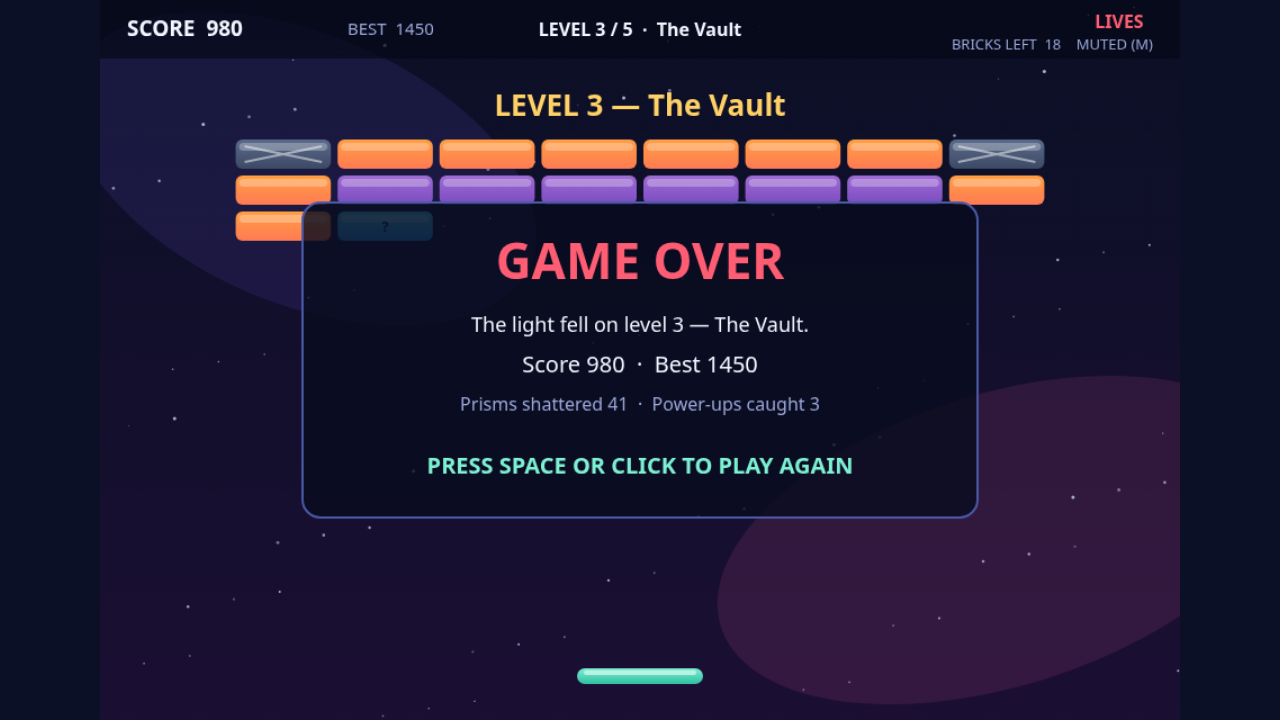 SCORE 980
BEST 1450
LEVEL 3 / 5 · The Vault
LIVES
BRICKS LEFT 18 MUTED (M)
LEVEL 3 — The Vault
?
GAME OVER
The light fell on level 3 — The Vault.
Score 980 · Best 1450
Prisms shattered 41 · Power-ups caught 3
PRESS SPACE OR CLICK TO PLAY AGAIN